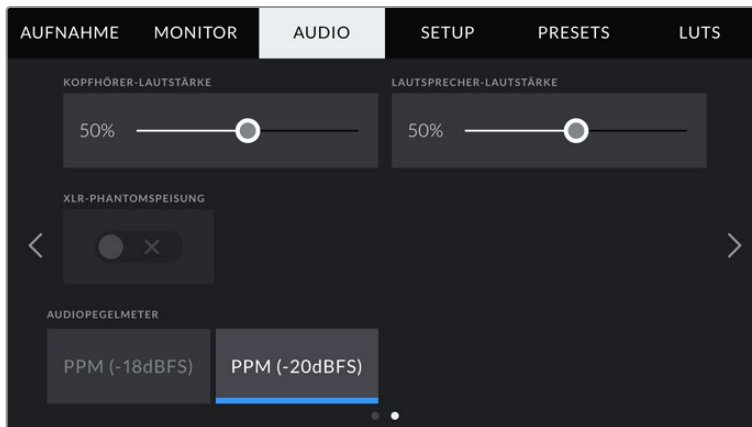 AUFNAHME MONITOR AUDIO SETUP PRESETS LUTS
KOPFHÖRER-LAUTSTÄRKE LAUTSPRECHER-LAUTSTÄRKE
50% 50%
XLR-PHANTOMSPEISUNG
AUDIOPEGELMETER
PPM (-18dBFS) PPM (-20dBFS)